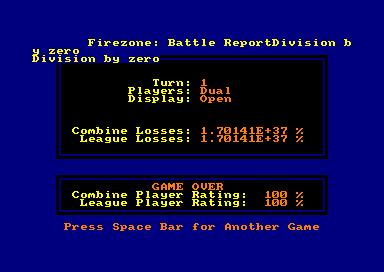 Firezone: Battle ReportDivision b
y zero
Division by zero
Turn: 1
Players: Dual
Display: Open
Combine Losses: 1.70141E+37 %
League Losses: 1.70141E+37 %
GAME OVER
Combine Player Rating: 100 %
League Player Rating: 100 %
Press Space Bar for Another Game